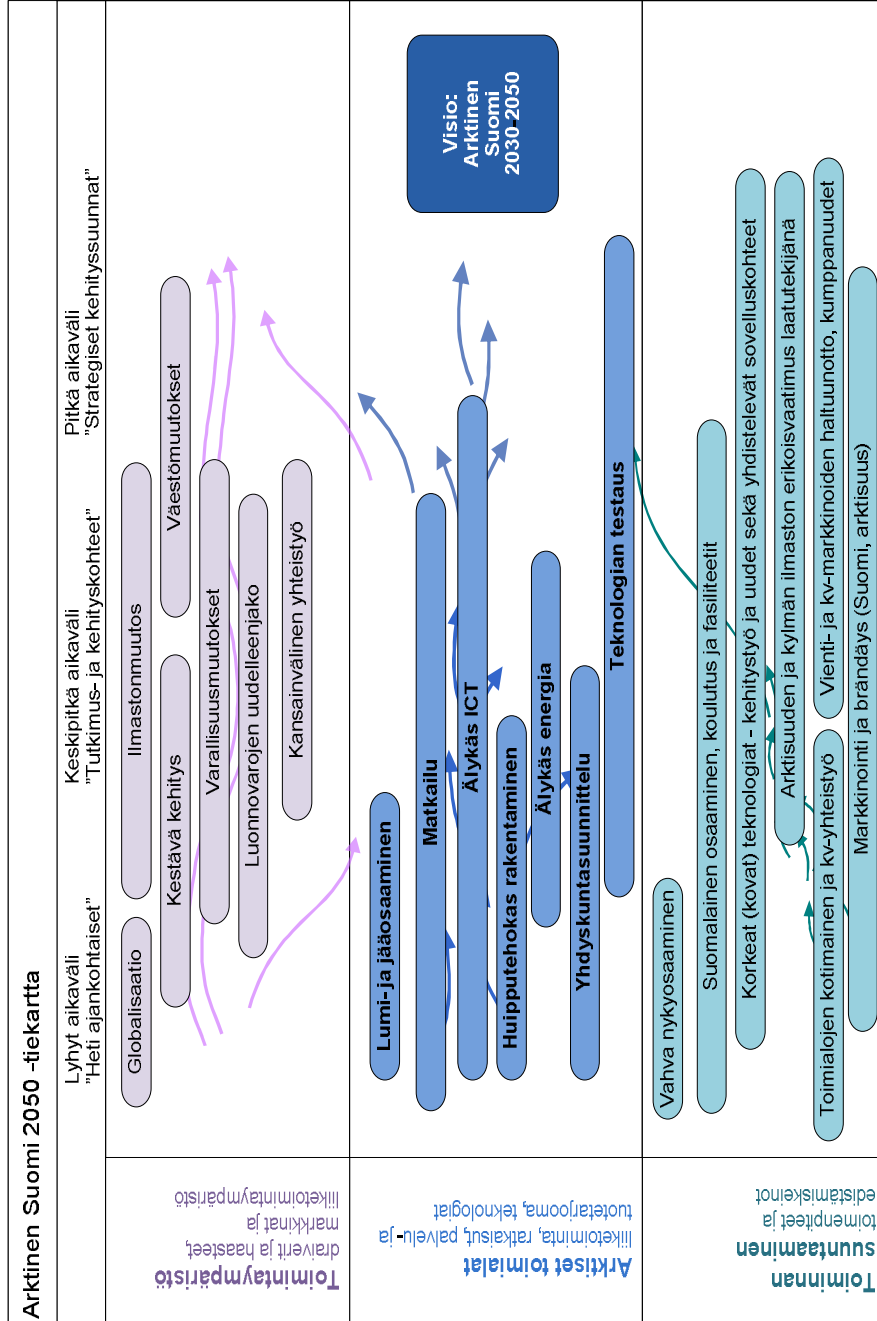 Arktinen Suomi 2050 -tiekartta
Lyhyt aikaväli
"Heti ajankohtaiset"
Keskipitkä aikaväli
"Tutkimus- ja kehityskohteet"
Pitkä aikaväli
"Strategiset kehityssuunnat"
Toimintaympäristö
draiverit ja haasteet,
markkinat ja
liiketoimintaympäristö
Globalisaatio
Ilmastonmuutos
Kestävä kehitys
Väestömuutokset
Varallisuusmuutokset
Luonnovarojen uudelleenjako
Kansainvälinen yhteistyö
Arktiset toimialat
liiketoiminta, ratkaisut, palvelu- ja
tuotetarjooma, teknologiat
Lumi- ja jääosaaminen
Matkailu
Älykäs ICT
Huipputehokas rakentaminen
Älykäs energia
Yhdyskuntasuunnittelu
Teknologian testaus
Visio:
Arktinen
Suomi
2030-2050
Toiminnan
suuntaaminen
toimenpiteet ja
edistämiskeinot
Vahva nykyosaaminen
Suomalainen osaaminen, koulutus ja fasiliteetit
Korkeat (kovat) teknologiat - kehitystyö ja uudet sekä yhdistelevät sovelluskohteet
Arktisuuden ja kylmän ilmaston erikoisvaatimus laatutekijänä
Toimialojen kotimainen ja kv-yhteistyö
Vienti- ja kv-markkinoiden haltuunotto, kumppanuudet
Markkinointi ja brändäys (Suomi, arktisuus)